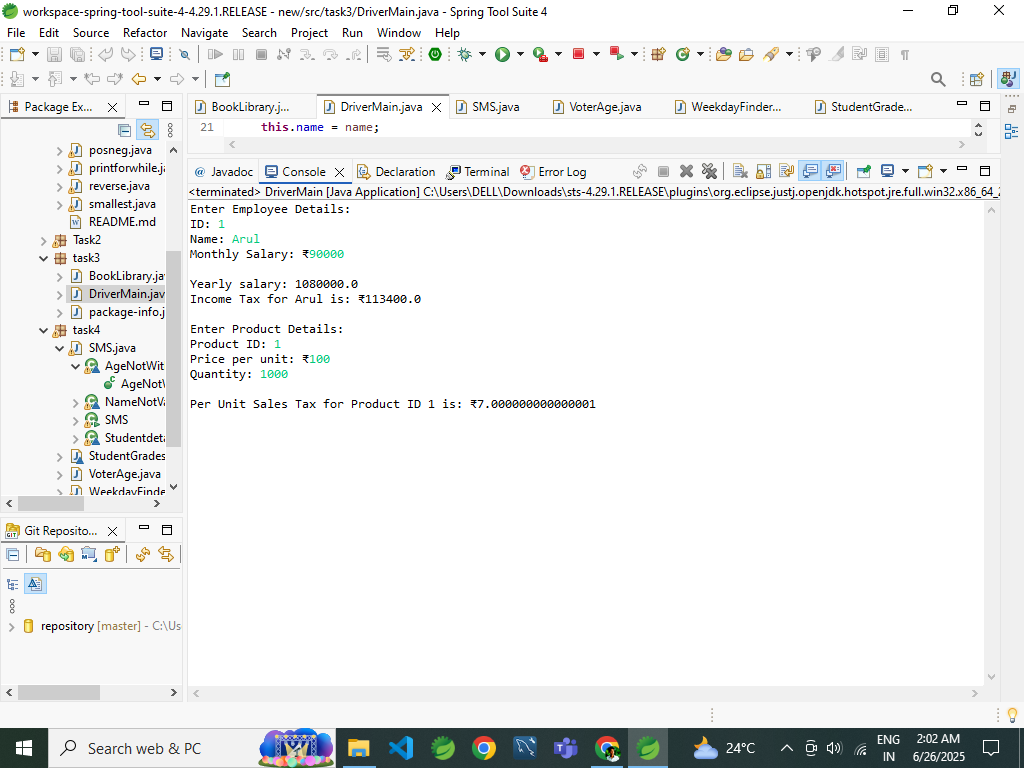 workspace-spring-tool-suite-4-4.29.1.RELEASE - new/src/task3/DriverMain.java - Spring Tool Suite 4
File Edit Source Refactor Navigate Search Project Run Window Help
Package Ex...
posneg.java
printforwhile.ja
reverse.java
smallest.java
README.md
Task2
task3
BookLibrary.jav
DriverMain.jav
package-info.j
task4
SMS.java
AgeNotWit
AgeNotV
NameNotVa
SMS
Studentdeta
StudentGrades
VoterAge.java
WeekdayFinde
Git Reposito...
repository [master] - C:\Us
BookLibrary.j... DriverMain.java SMS.java VoterAge.java WeekdayFinder... StudentGrade...
21 this.name = name;
@ Javadoc Console Declaration Terminal Error Log
<terminated> DriverMain [Java Application] C:\Users\DELL\Downloads\sts-4.29.1.RELEASE\plugins\org.eclipse.justj.openjdk.hotspot.jre.full.win32.x86_64_2
Enter Employee Details:
ID: 1
Name: Arul
Monthly Salary: ₹90000
Yearly salary: 1080000.0
Income Tax for Arul is: ₹113400.0
Enter Product Details:
Product ID: 1
Price per unit: ₹100
Quantity: 1000
Per Unit Sales Tax for Product ID 1 is: ₹7.000000000000001
Search web & PC
24°C
ENG
IN
2:02 AM
6/26/2025